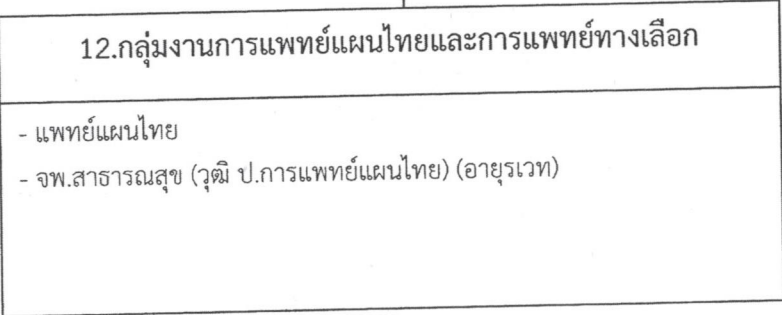 12.กลุ่มงานการแพทย์แผนไทยและการแพทย์ทางเลือก
- แพทย์แผนไทย
- จพ.สาธารณสุข (วุฒิ ป.การแพทย์แผนไทย) (อายุรเวท)